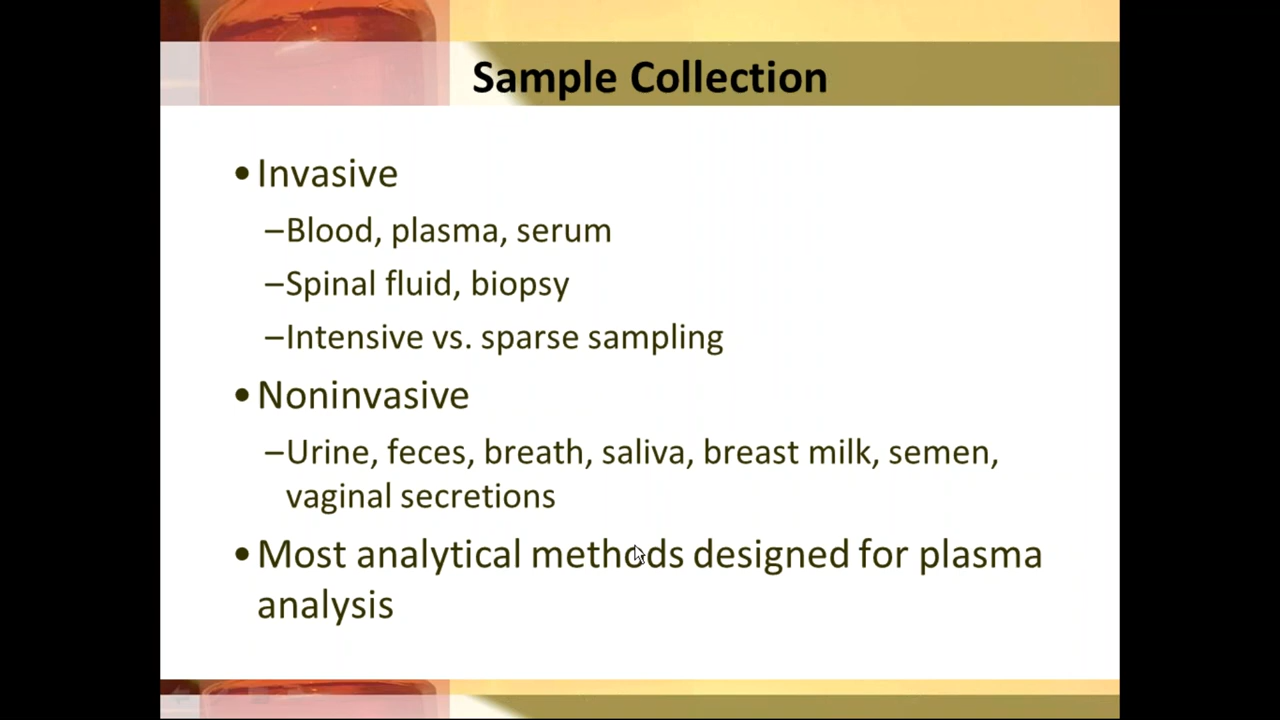 Sample Collection
•Invasive
–Blood, plasma, serum
–Spinal fluid, biopsy
–Intensive vs. sparse sampling
•Noninvasive
–Urine, feces, breath, saliva, breast milk, semen,
vaginal secretions
•Most analytical methods designed for plasma
analysis